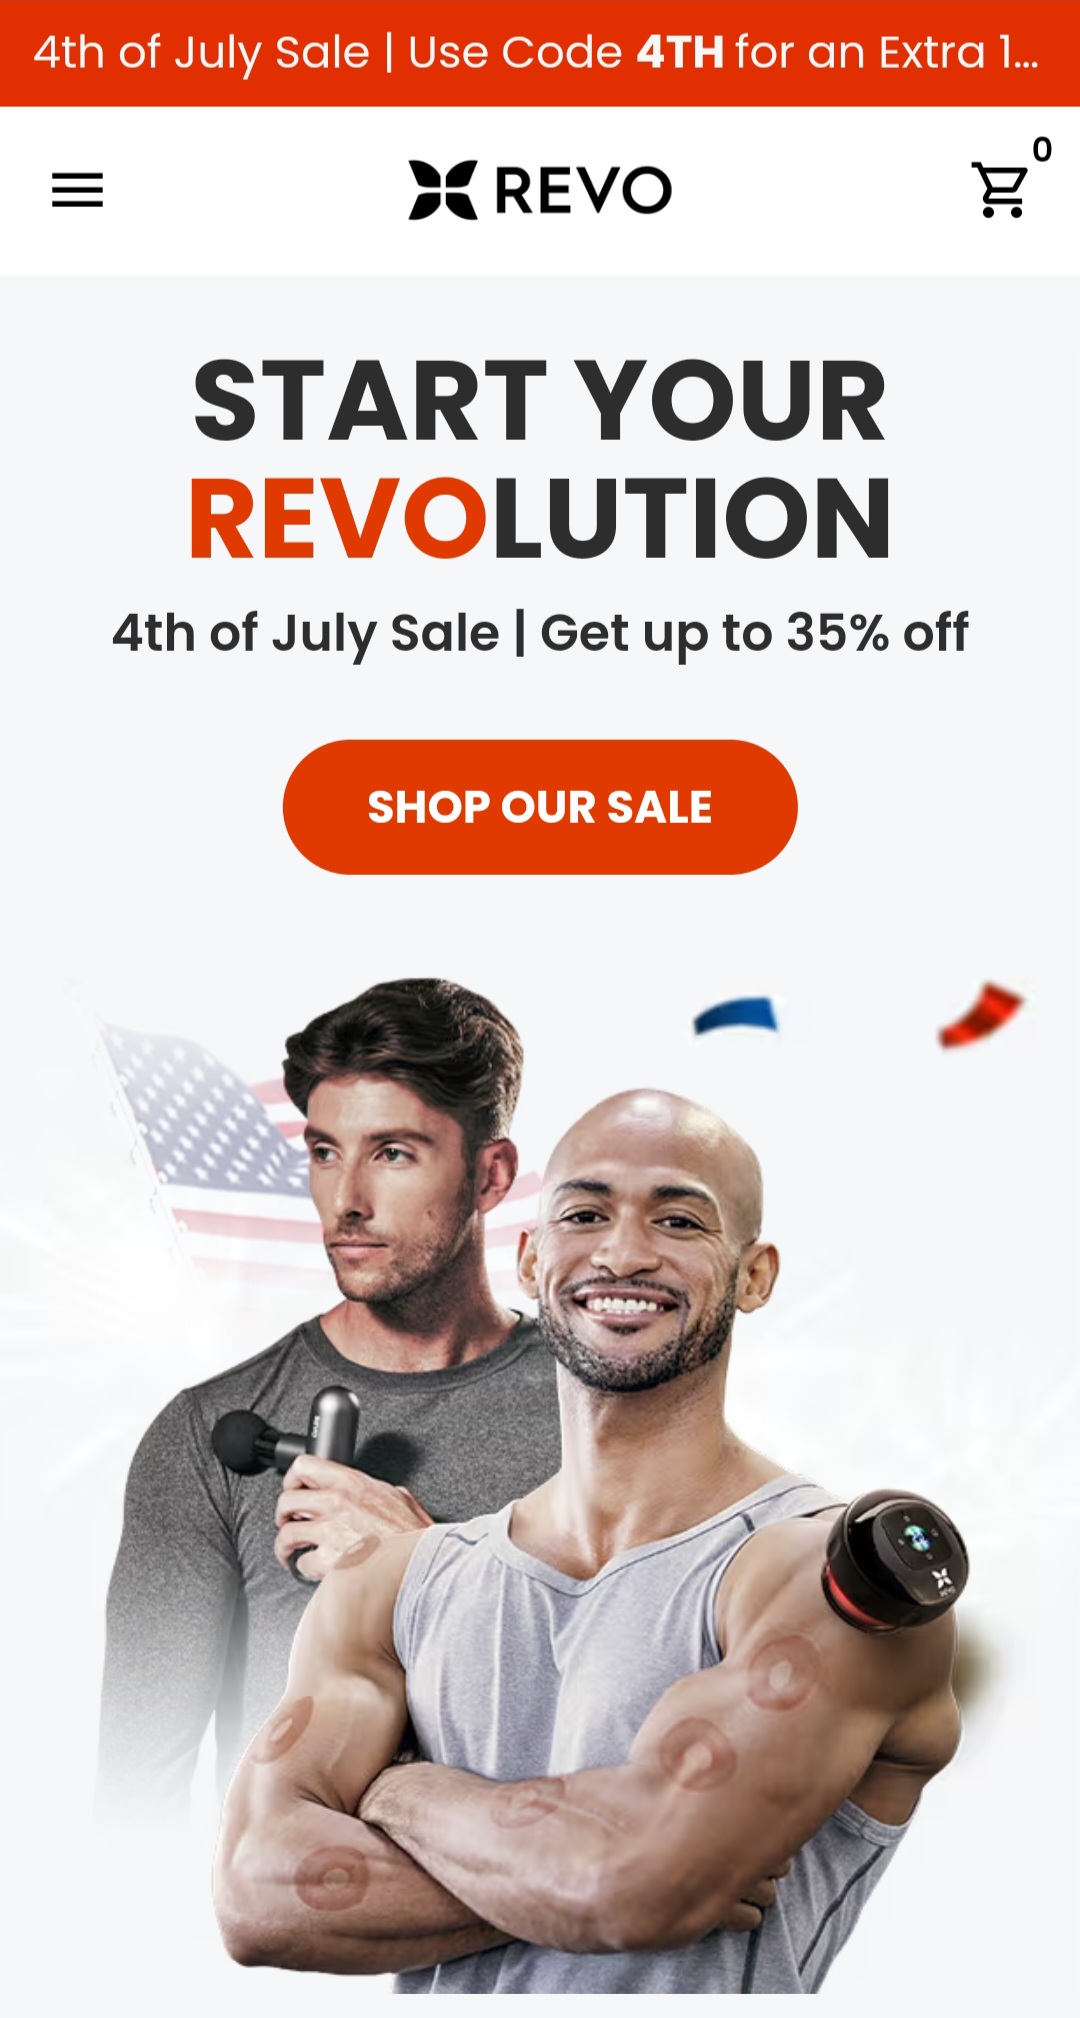 4th of July Sale | Use Code 4TH for an Extra 1...
REVO
0
START YOUR
REVOLUTION
4th of July Sale | Get up to 35% off
SHOP OUR SALE
REVO